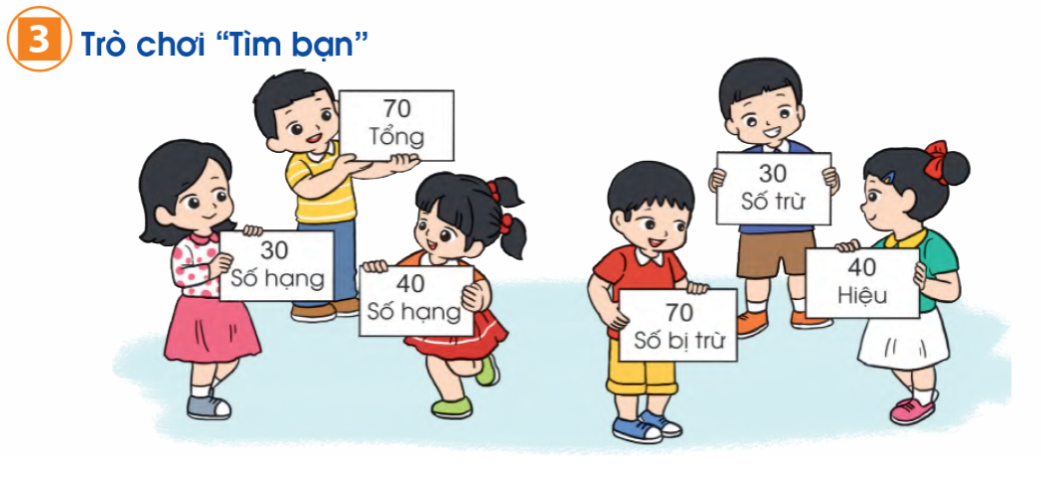 3 Trò chơi “Tìm bạn”
70
Tổng
30
Số hạng
40
Số hạng
30
Số trừ
70
Số bị trừ
40
Hiệu